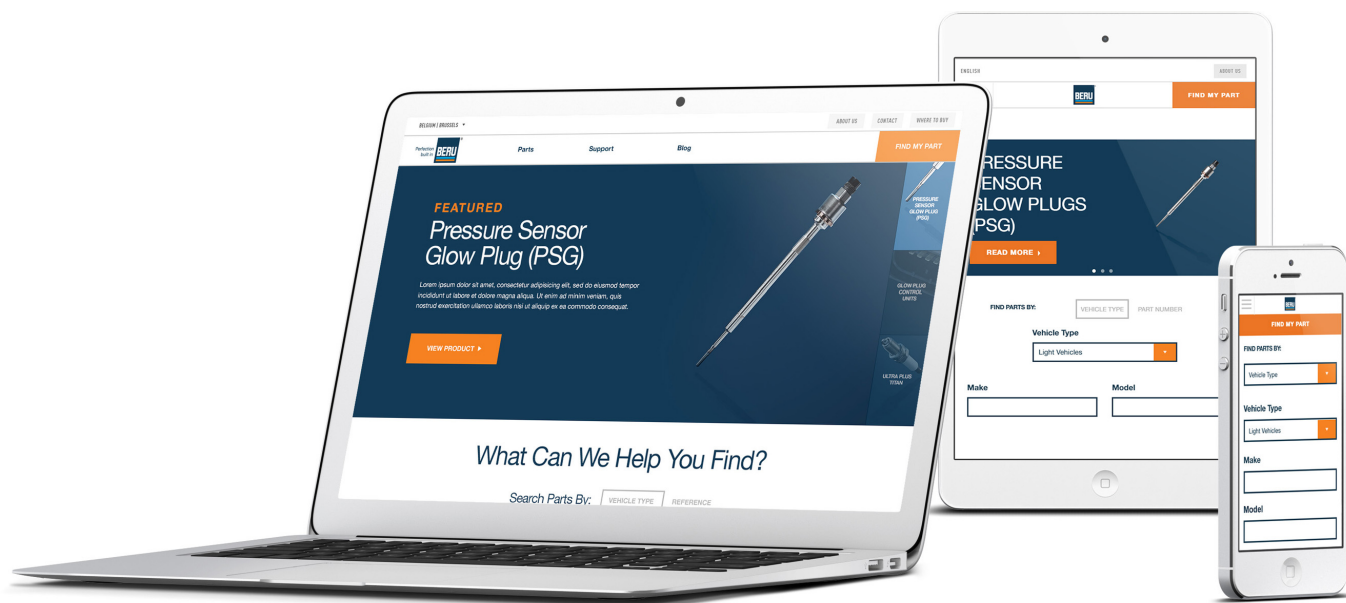 BELGIUM | BRUSSELS
ABOUT US
CONTACT
WHERE TO BUY
Perfection
built in
BERU
®
Parts
Support
Blog
FIND MY PART
FEATURED
Pressure Sensor
Glow Plug (PSG)
Lorem ipsum dolor sit amet, consectetur adipisicing elit, sed do eiusmod tempor
incididunt ut labore et dolore magna aliqua. Ut enim ad minim veniam, quis
nostrud exercitation ullamco laboris nisi ut aliquip ex ea commodo consequat.
VIEW PRODUCT
PRESSURE
SENSOR
GLOW PLUG
(PSG)
GLOW PLUG
CONTROL
UNITS
ULTRA PLUS
TITAN
What Can We Help You Find?
Search Parts By:
VEHICLE TYPE
REFERENCE
ENGLISH
ABOUT US
BERU
FIND MY PART
RESSURE
ENSOR
GLOW PLUGS
(PSG)
READ MORE
FIND PARTS BY:
VEHICLE TYPE
PART NUMBER
Vehicle Type
Light Vehicles
Make
Model
BERU
FIND MY PART
FIND PARTS BY:
Vehicle Type
Vehicle Type
Light Vehicles
Make
Model